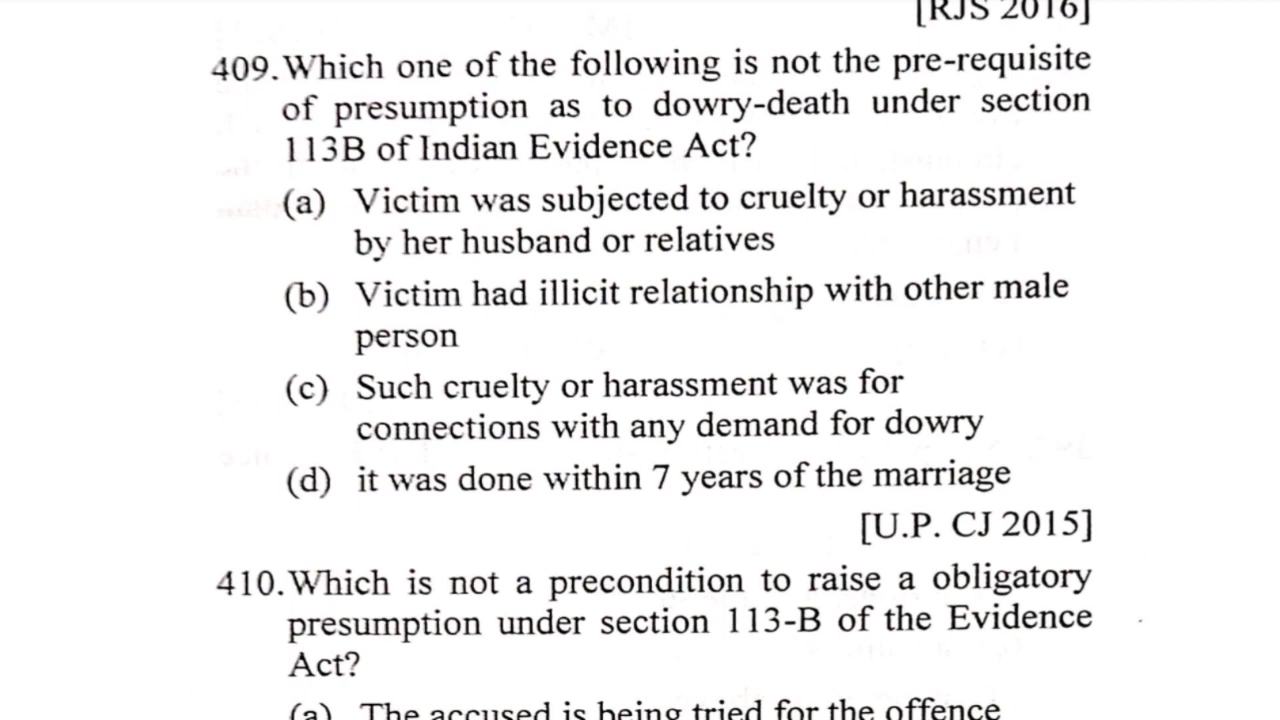 [RJS 2016]
409. Which one of the following is not the pre-requisite
of presumption as to dowry-death under section
113B of Indian Evidence Act?
(a) Victim was subjected to cruelty or harassment
by her husband or relatives
(b) Victim had illicit relationship with other male
person
(c) Such cruelty or harassment was for
connections with any demand for dowry
(d) it was done within 7 years of the marriage
[U.P. CJ 2015]
410. Which is not a precondition to raise a obligatory
presumption under section 113-B of the Evidence
Act?
(a) The accused is being tried for the offence